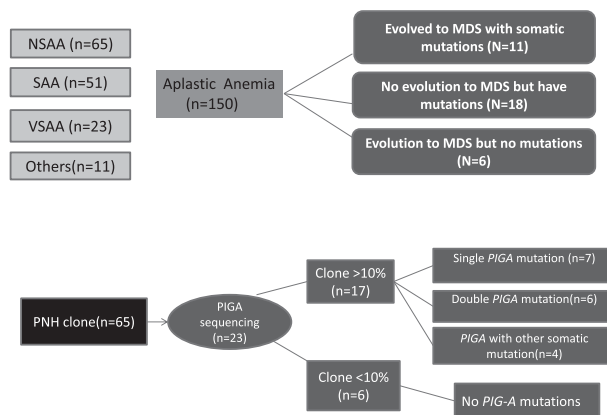 NSAA (n=65)
SAA (n=51)
VSAA (n=23)
Others(n=11)
Aplastic Anemia
(n=150)
Evolved to MDS with somatic
mutations (N=11)
No evolution to MDS but have
mutations (N=18)
Evolution to MDS but no mutations
(N=6)
PNH clone(n=65)
PIGA
sequencing
(n=23)
Clone >10%
(n=17)
Clone <10%
(n=6)
Single PIGA mutation (n=7)
Double PIGA mutation(n=6)
PIGA with other somatic
mutation(n=4)
No PIG-A mutations